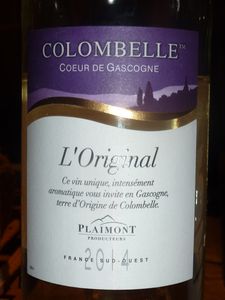 COLOMBELLE™
COEUR DE GASCOGNE
L'Original
Ce vin unique, intensément
aromatique vous invite en Gascogne,
terre d'Origine de Colombelle.
PLAIMONT
PRODUCTEURS
2014
FRANCE SUD-OUEST